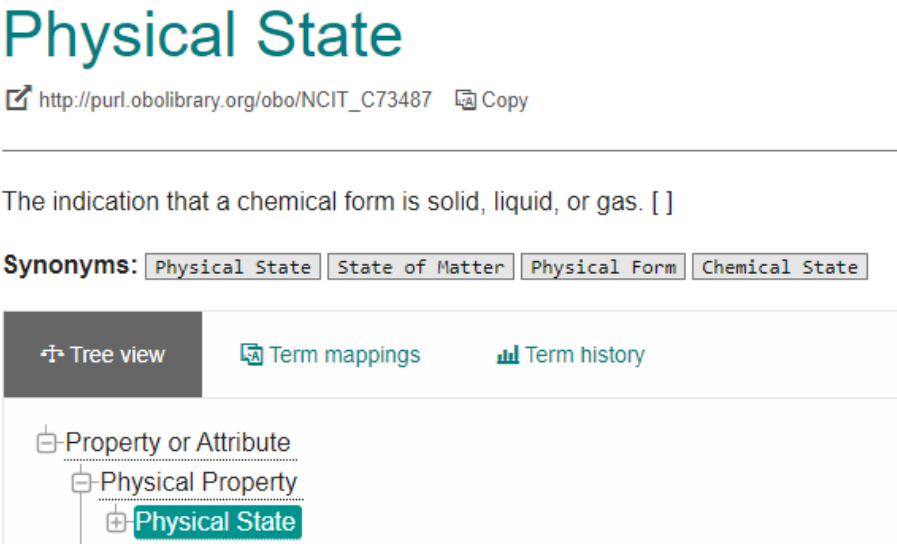 Physical State
http://purl.obolibrary.org/obo/NCIT_C73487 Copy
The indication that a chemical form is solid, liquid, or gas. [ ]
Synonyms: Physical State State of Matter Physical Form Chemical State
Tree view Term mappings Term history
Property or Attribute
Physical Property
Physical State